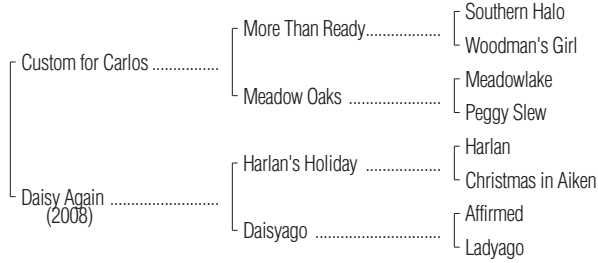 Southern Halo
More Than Ready..................
Woodman's Girl
Custom for Carlos ................
Meadowlake
Meadow Oaks ......................
Peggy Slew
Harlan
Harlan's Holiday ..................
Christmas in Aiken
Daisy Again ..........................
(2008)
Affirmed
Daisyago ..............................
Ladyago